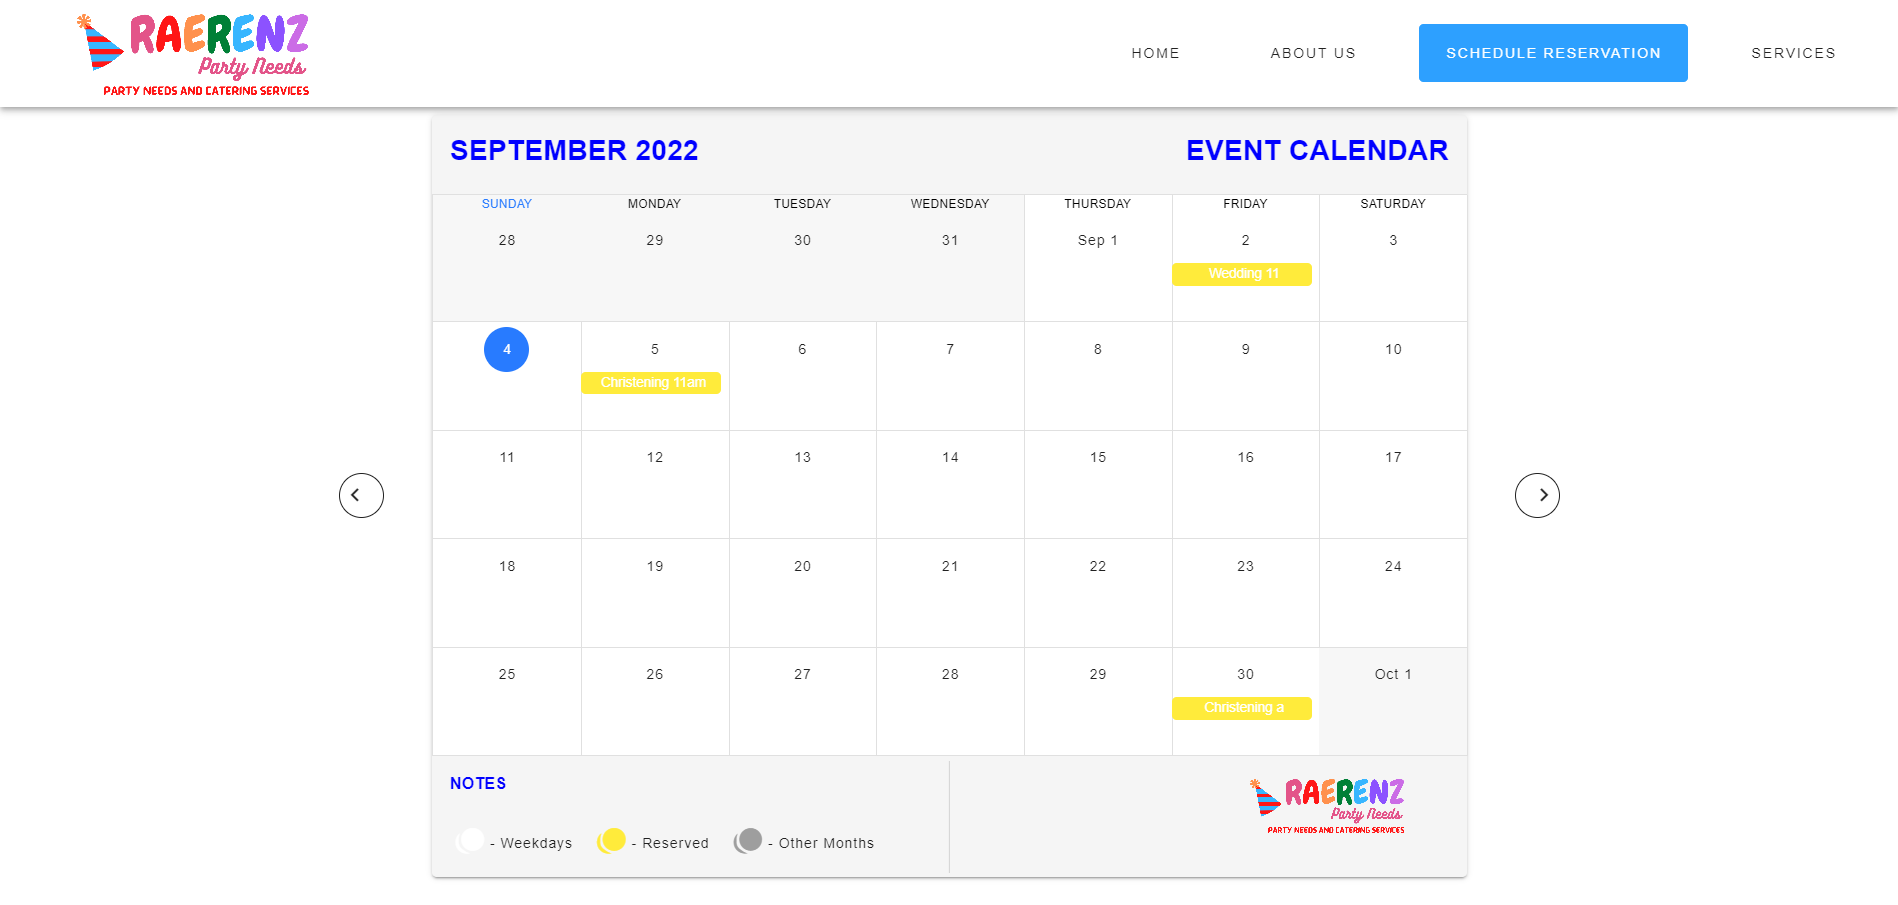 RAERENZ
Party Needs
PARTY NEEDS AND CATERING SERVICES
HOME ABOUT US SCHEDULE RESERVATION SERVICES
SEPTEMBER 2022 EVENT CALENDAR
SUNDAY MONDAY TUESDAY WEDNESDAY THURSDAY FRIDAY SATURDAY
28 29 30 31 Sep 1 2 3
Wedding 11
4 5 6 7 8 9 10
Christening 11am
11 12 13 14 15 16 17
18 19 20 21 22 23 24
25 26 27 28 29 30 Oct 1
Christening a
NOTES
- Weekdays - Reserved - Other Months
RAERENZ
Party Needs
PARTY NEEDS AND CATERING SERVICES